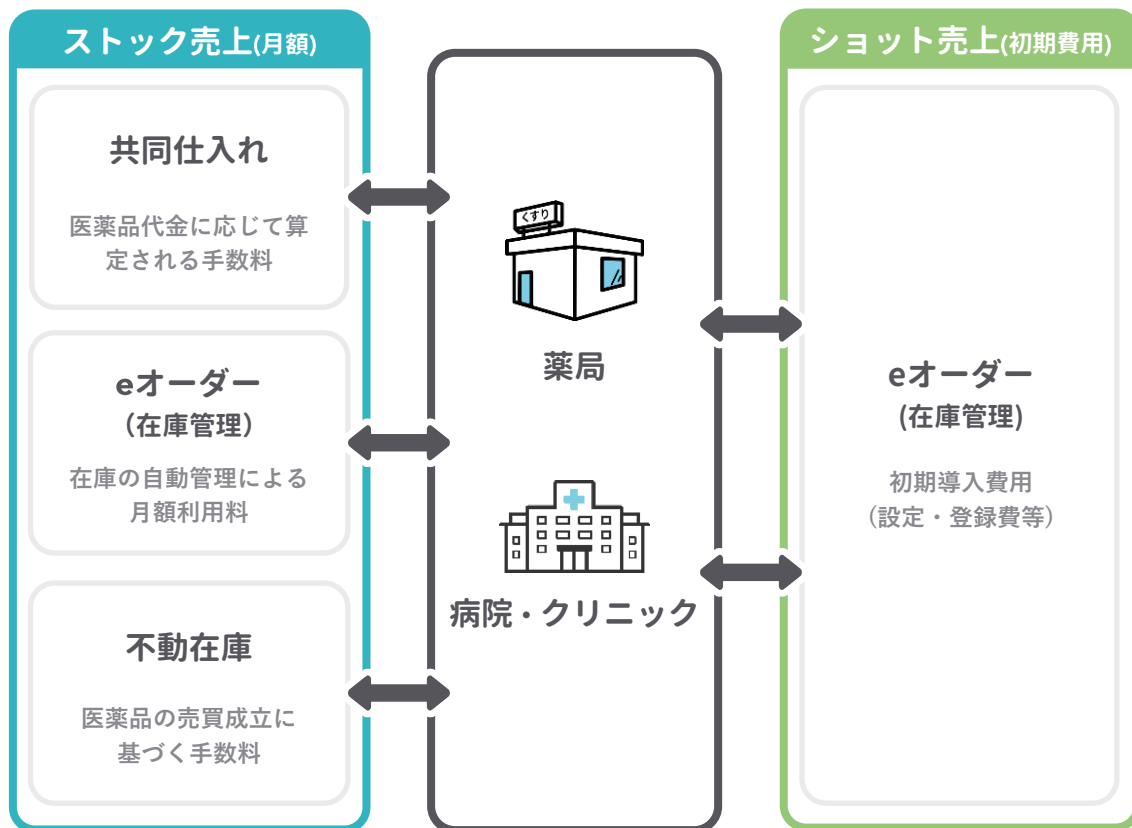 ストック売上(月額)
共同仕入れ
医薬品代金に応じて算
定される手数料
eオーダー
（在庫管理）
在庫の自動管理による
月額利用料
不動在庫
医薬品の売買成立に
基づく手数料
くすり
薬局
病院・クリニック
ショット売上(初期費用)
eオーダー
(在庫管理)
初期導入費用
（設定・登録費等）